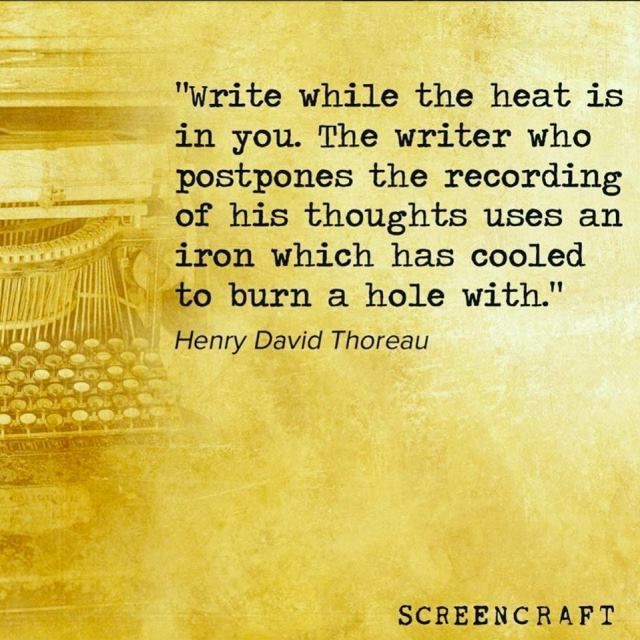 "Write while the heat is
in you. The writer who
postpones the recording
of his thoughts uses an
iron which has cooled
to burn a hole with."
Henry David Thoreau
SCREENCRAFT